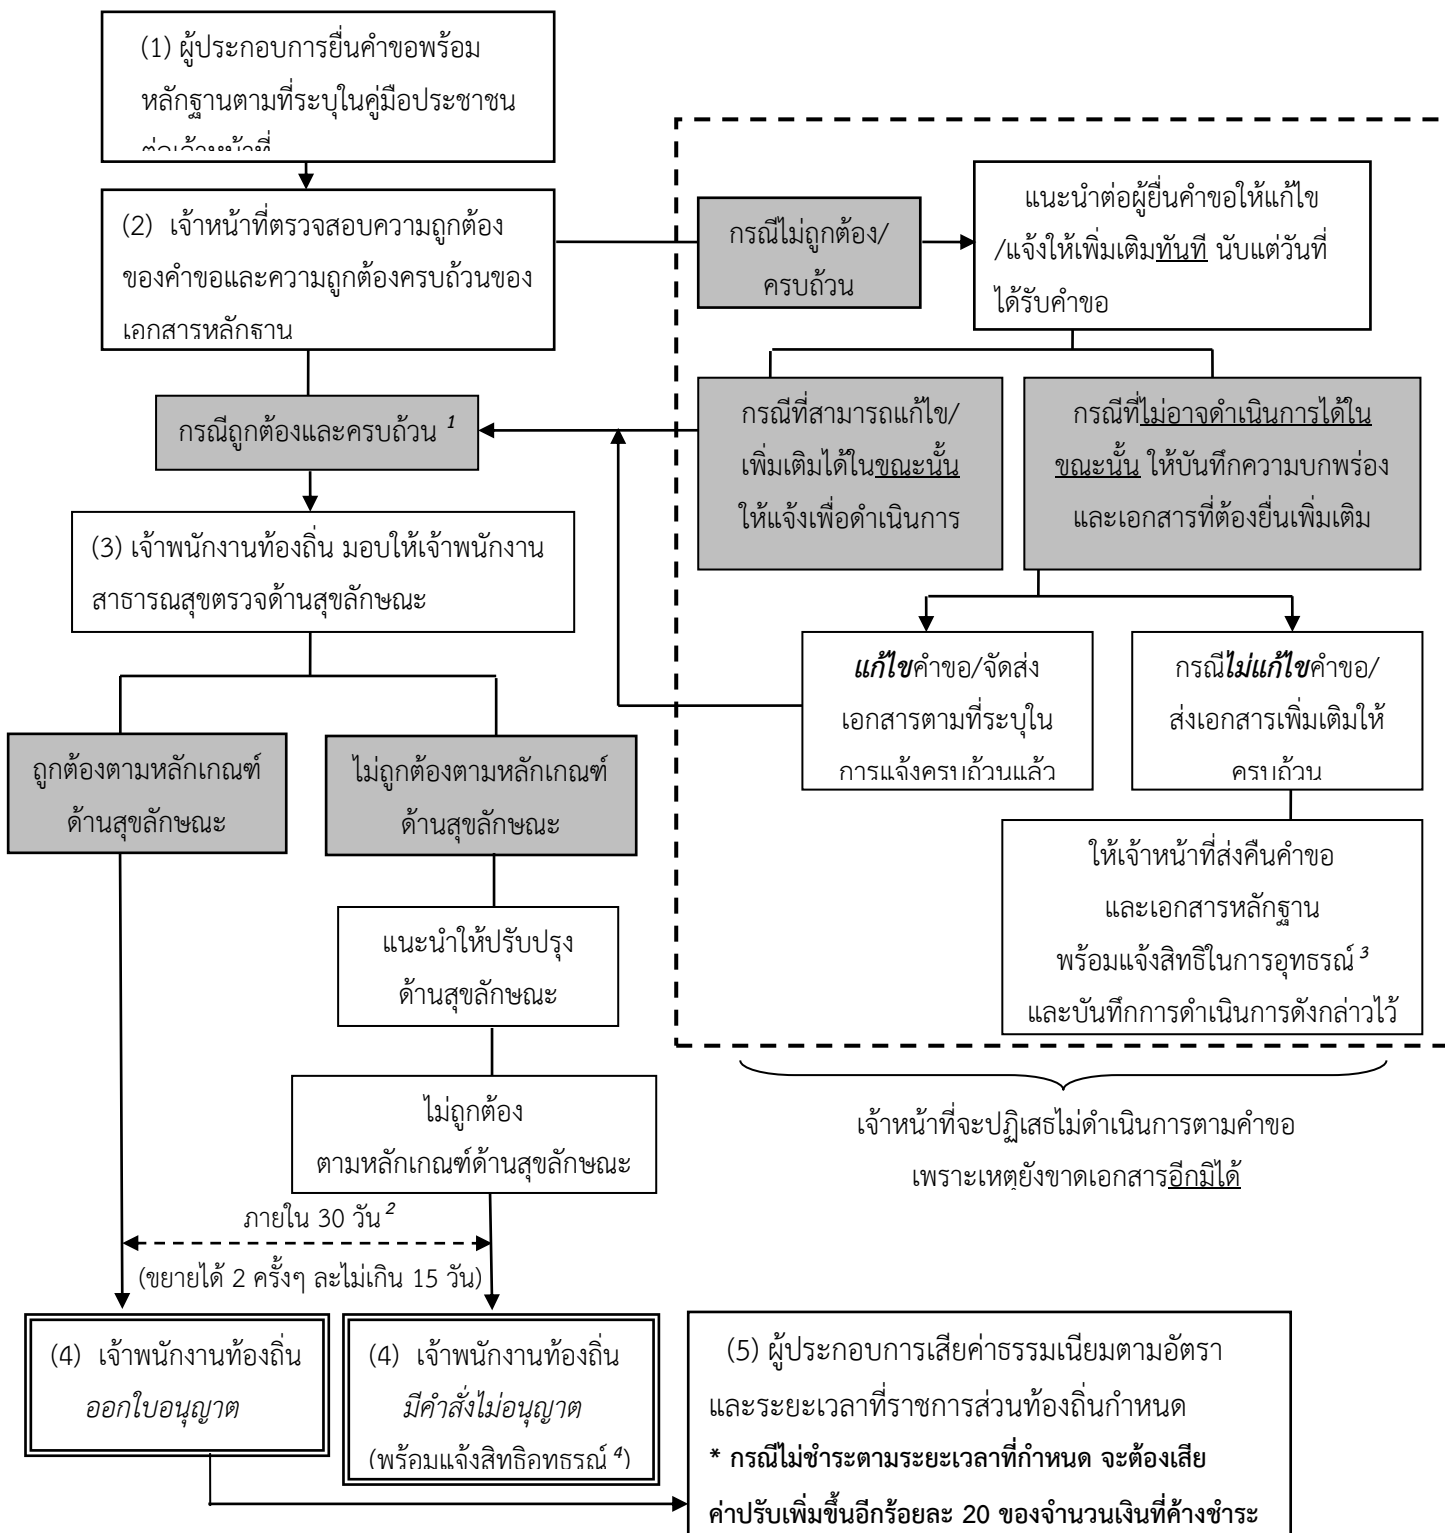 (1) ผู้ประกอบการยื่นคำขอพร้อม
หลักฐานตามที่ระบุในคู่มือประชาชน
ต่อเจ้าหน้าที่
(2) เจ้าหน้าที่ตรวจสอบความถูกต้อง
ของคำขอและความถูกต้องครบถ้วนของ
เอกสารหลักฐาน
กรณีไม่ถูกต้อง/
ครบถ้วน
แนะนำต่อผู้ยื่นคำขอให้แก้ไข
/แจ้งให้เพิ่มเติมทันที นับแต่วันที่
ได้รับคำขอ
กรณีถูกต้องและครบถ้วน 1
กรณีที่สามารถแก้ไข/
เพิ่มเติมได้ในขณะนั้น
ให้แจ้งเพื่อดำเนินการ
กรณีที่ไม่อาจดำเนินการได้ใน
ขณะนั้น ให้บันทึกความบกพร่อง
และเอกสารที่ต้องยื่นเพิ่มเติม
(3) เจ้าพนักงานท้องถิ่น มอบให้เจ้าพนักงาน
สาธารณสุขตรวจด้านสุขลักษณะ
แก้ไขคำขอ/จัดส่ง
เอกสารตามที่ระบุใน
การแจ้งครบถ้วนแล้ว
กรณีไม่แก้ไขคำขอ/
ส่งเอกสารเพิ่มเติมให้
ครบถ้วน
ถูกต้องตามหลักเกณฑ์
ด้านสุขลักษณะ
ไม่ถูกต้องตามหลักเกณฑ์
ด้านสุขลักษณะ
ให้เจ้าหน้าที่ส่งคืนคำขอ
และเอกสารหลักฐาน
พร้อมแจ้งสิทธิในการอุทธรณ์ 3
และบันทึกการดำเนินการดังกล่าวไว้
แนะนำให้ปรับปรุง
ด้านสุขลักษณะ
ไม่ถูกต้อง
ตามหลักเกณฑ์ด้านสุขลักษณะ
เจ้าหน้าที่จะปฏิเสธไม่ดำเนินการตามคำขอ
เพราะเหตุยังขาดเอกสารอีกมิได้
ภายใน 30 วัน 2
(ขยายได้ 2 ครั้งๆ ละไม่เกิน 15 วัน)
(4) เจ้าพนักงานท้องถิ่น
ออกใบอนุญาต
(4) เจ้าพนักงานท้องถิ่น
มีคำสั่งไม่อนุญาต
(พร้อมแจ้งสิทธิอุทธรณ์ 4)
(5) ผู้ประกอบการเสียค่าธรรมเนียมตามอัตรา
และระยะเวลาที่ราชการส่วนท้องถิ่นกำหนด
* กรณีไม่ชำระตามระยะเวลาที่กำหนด จะต้องเสีย
ค่าปรับเพิ่มขึ้นอีกร้อยละ 20 ของจำนวนเงินที่ค้างชำระ